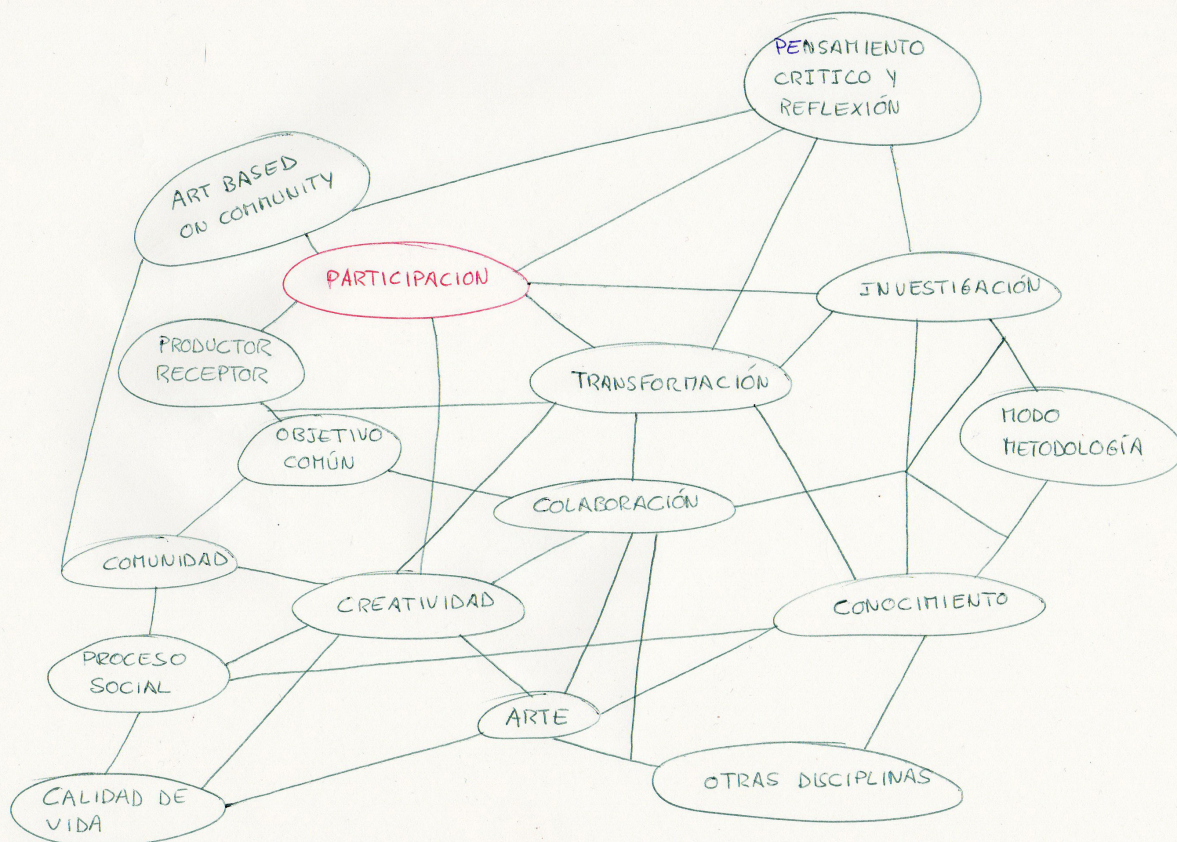 PENSAMIENTO
CRITICO Y
REFLEXIÓN
ART BASED
ON COMMUNITY
PARTICIPACION
INVESTIGACIÓN
PRODUCTOR
RECEPTOR
TRANSFORMACIÓN
MODO
METODOLOGÍA
OBJETIVO
COMÚN
COLABORACIÓN
COMUNIDAD
CREATIVIDAD
CONOCIMIENTO
PROCESO
SOCIAL
ARTE
OTRAS DISCIPLINAS
CALIDAD DE
VIDA